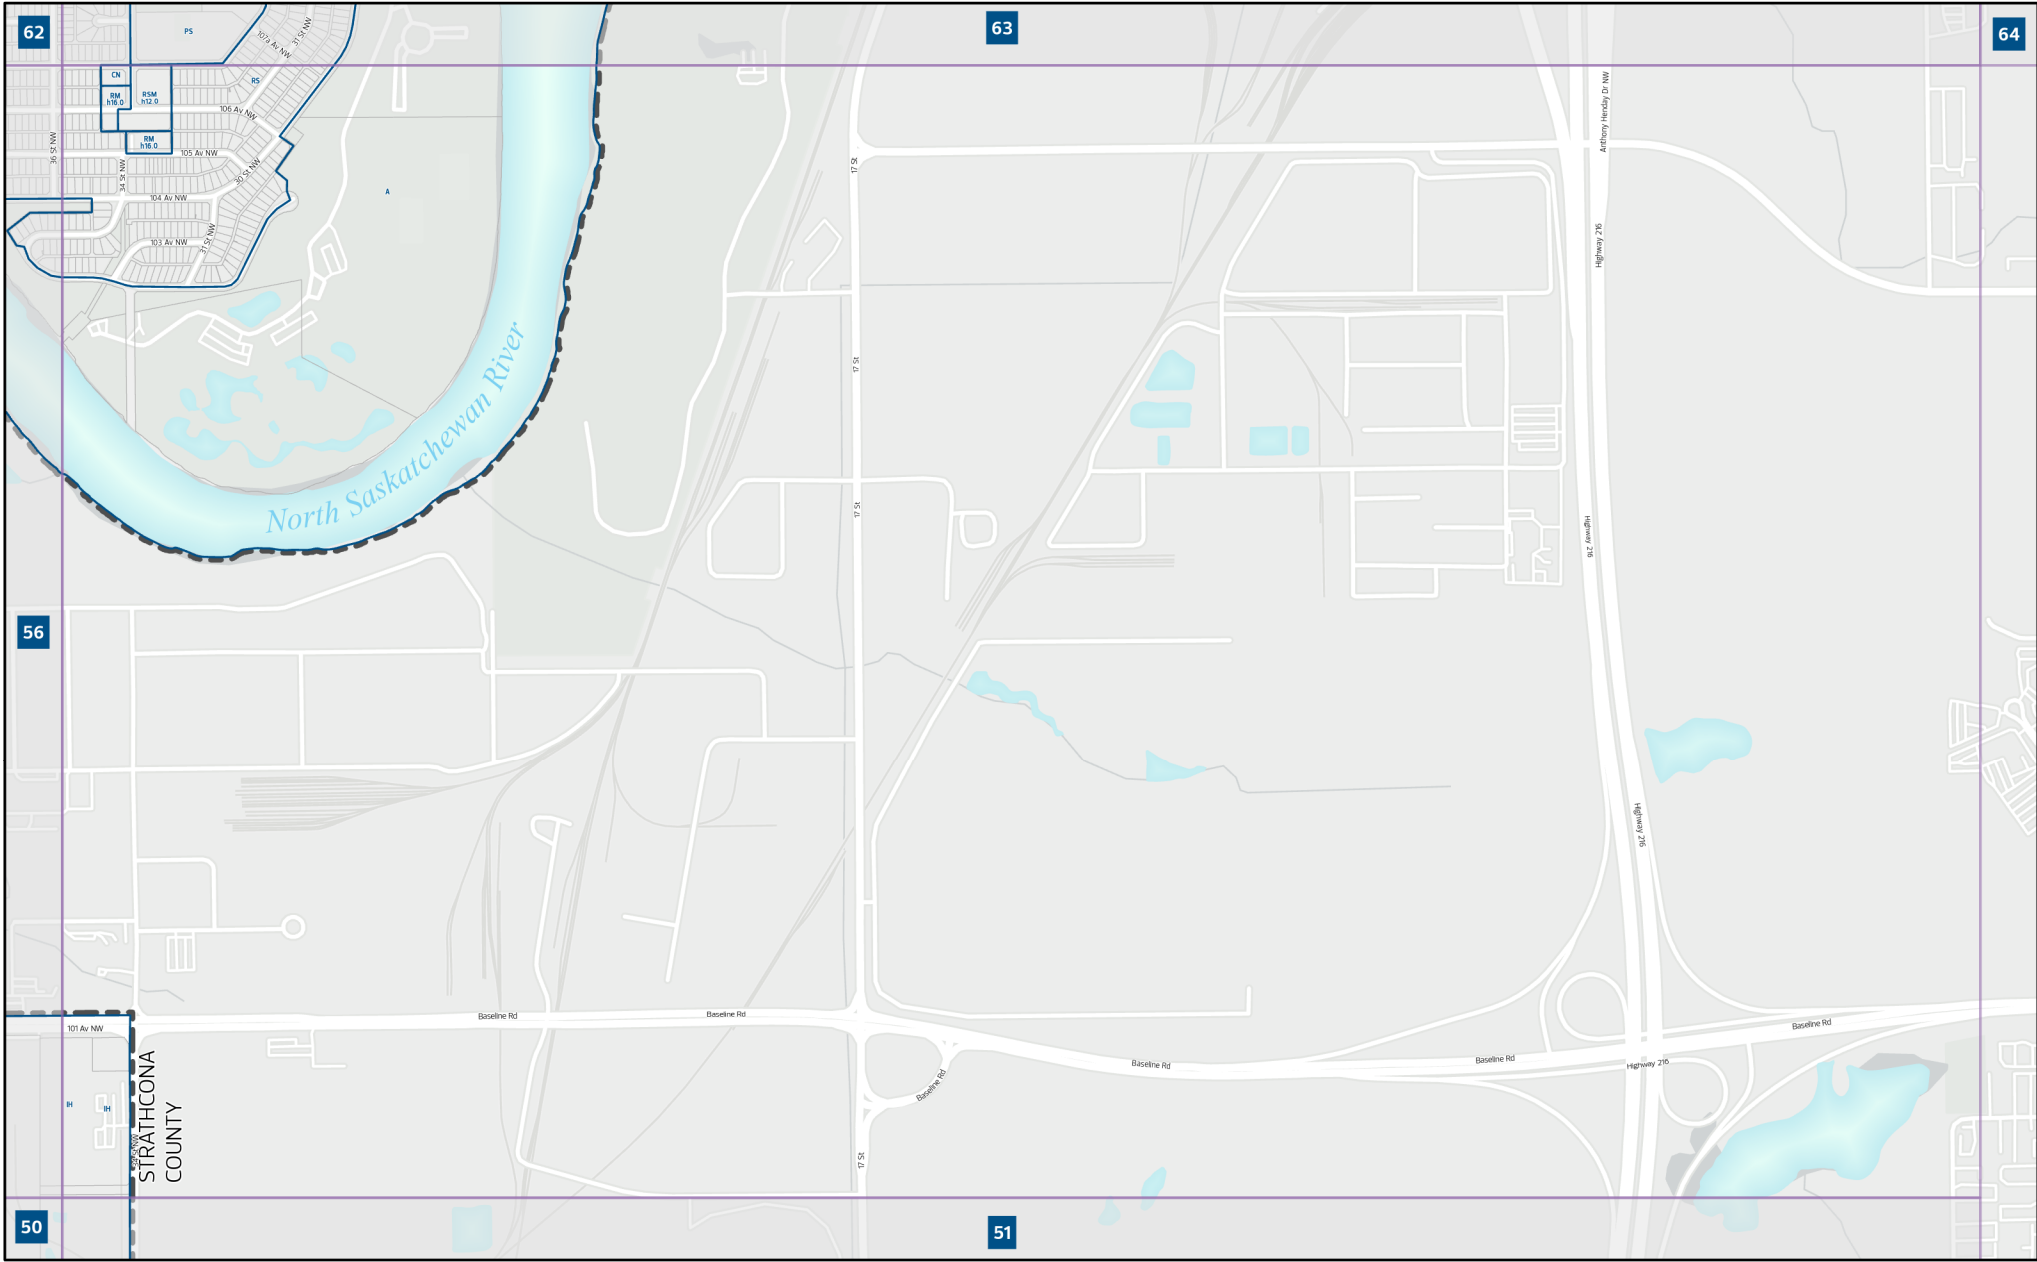 62
63
64
PS
107a Av NW
31 St NW
CN
RS
RM
h16.0
RSM
h12.0
106 Av NW
Anthony Henday Dr NW
36 St NW
RM
h16.0
105 Av NW
17 St
34 St NW
30 St NW
A
104 Av NW
31 St NW
103 Av NW
Highway 216
17 St
North Saskatchewan River
17 St
Highway 216
56
Highway 216
Baseline Rd
Baseline Rd
101 Av NW
Baseline Rd
Baseline Rd
Baseline Rd
Highway 216
Baseline Rd
IH
IH
34 St NW
STRATHCONA
COUNTY
17 St
50
51